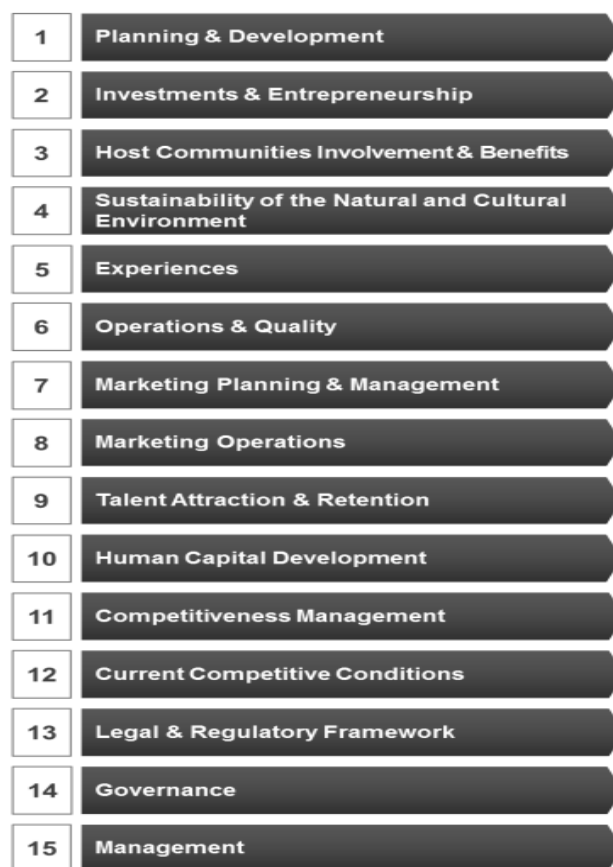 1 Planning & Development
2 Investments & Entrepreneurship
3 Host Communities Involvement & Benefits
4 Sustainability of the Natural and Cultural
Environment
5 Experiences
6 Operations & Quality
7 Marketing Planning & Management
8 Marketing Operations
9 Talent Attraction & Retention
10 Human Capital Development
11 Competitiveness Management
12 Current Competitive Conditions
13 Legal & Regulatory Framework
14 Governance
15 Management